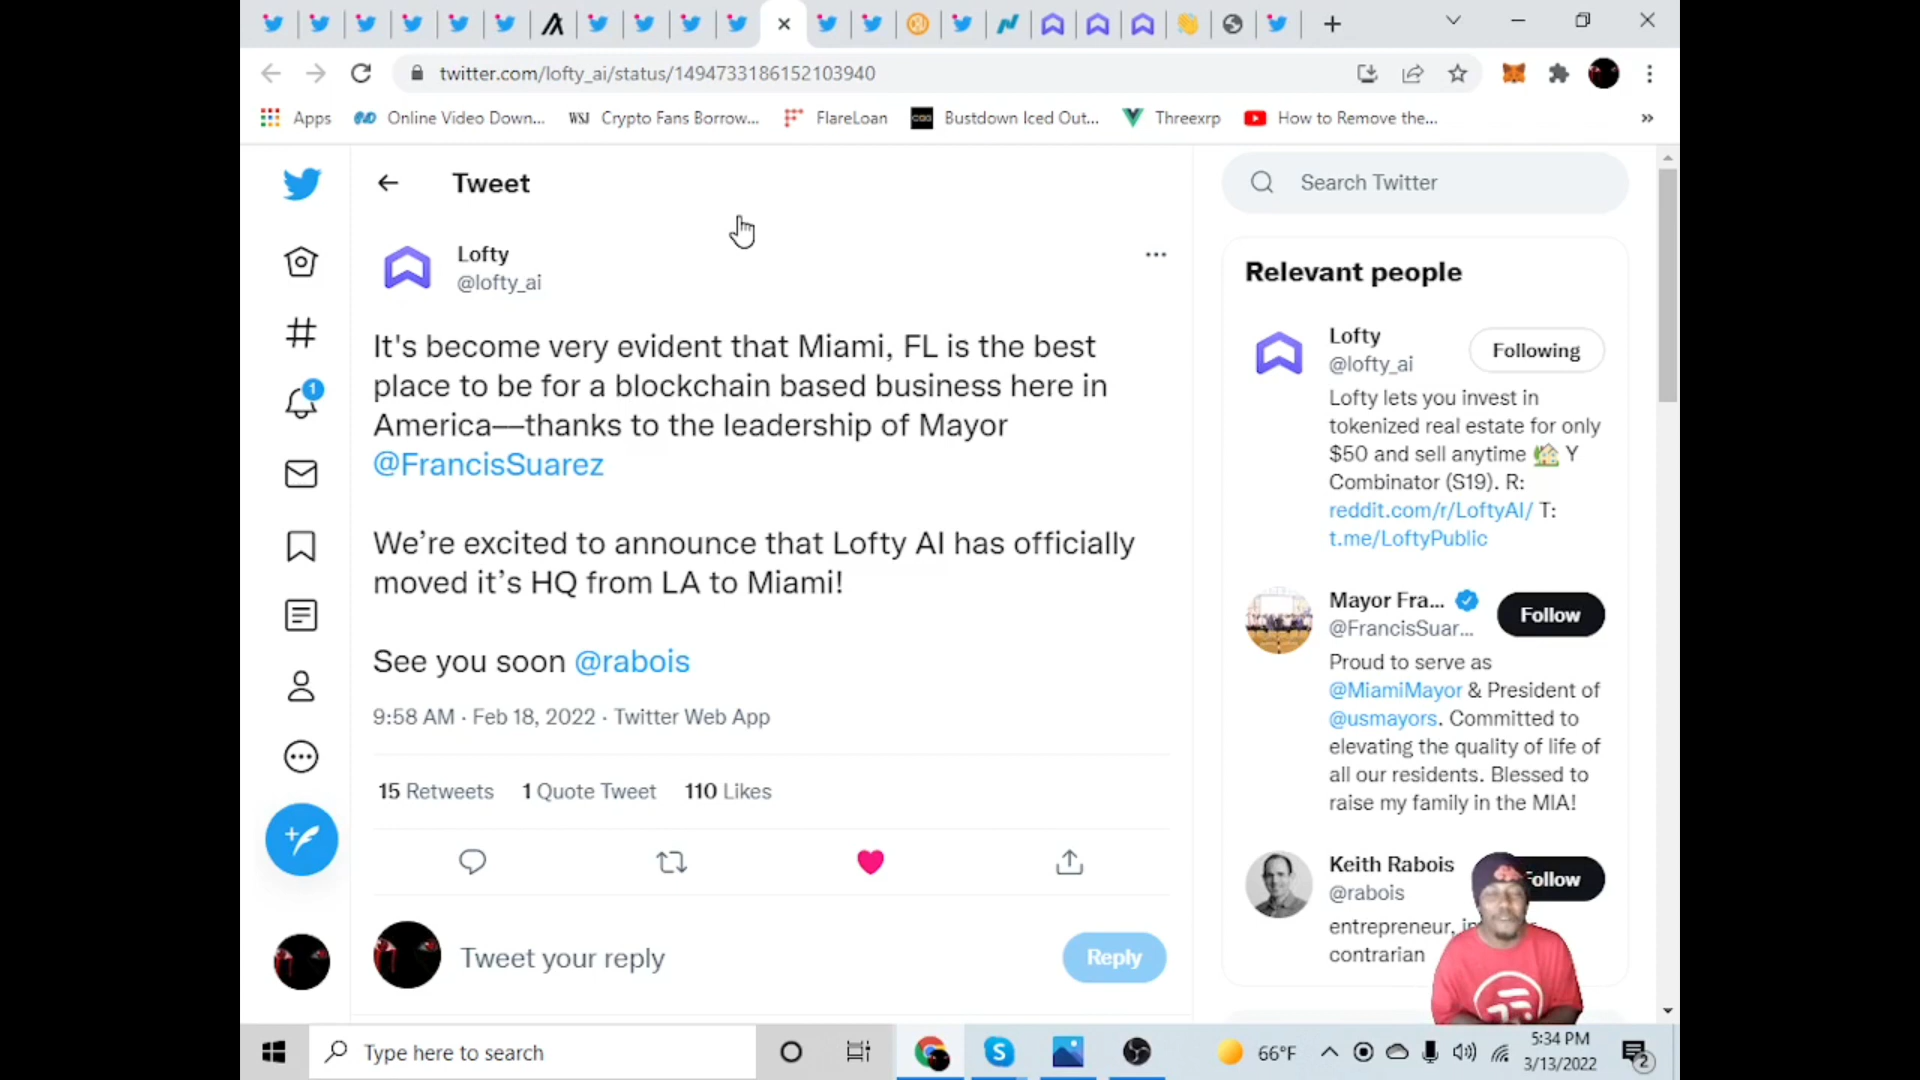 twitter.com/lofty_ai/status/1494733186152103940
Apps
Online Video Down...
WSJ Crypto Fans Borrow...
FlareLoan
Bustdown Iced Out...
Threexrp
How to Remove the...
»
Tweet
Search Twitter
Lofty
@lofty_ai
It's become very evident that Miami, FL is the best
place to be for a blockchain based business here in
America—thanks to the leadership of Mayor
@FrancisSuarez
We’re excited to announce that Lofty AI has officially
moved it’s HQ from LA to Miami!
See you soon @rabois
9:58 AM · Feb 18, 2022 · Twitter Web App
15 Retweets 1 Quote Tweet 110 Likes
Tweet your reply
Reply
1
Relevant people
Lofty
@lofty_ai
Following
Lofty lets you invest in
tokenized real estate for only
$50 and sell anytime 🏡 Y
Combinator (S19). R:
reddit.com/r/LoftyAI/ T:
t.me/LoftyPublic
Mayor Fra...
@FrancisSuar...
Follow
Proud to serve as
@MiamiMayor & President of
@usmayors. Committed to
elevating the quality of life of
all our residents. Blessed to
raise my family in the MIA!
Keith Rabois
@rabois
Follow
entrepreneur,
contrarian
Type here to search
66°F
5:34 PM
3/13/2022
2